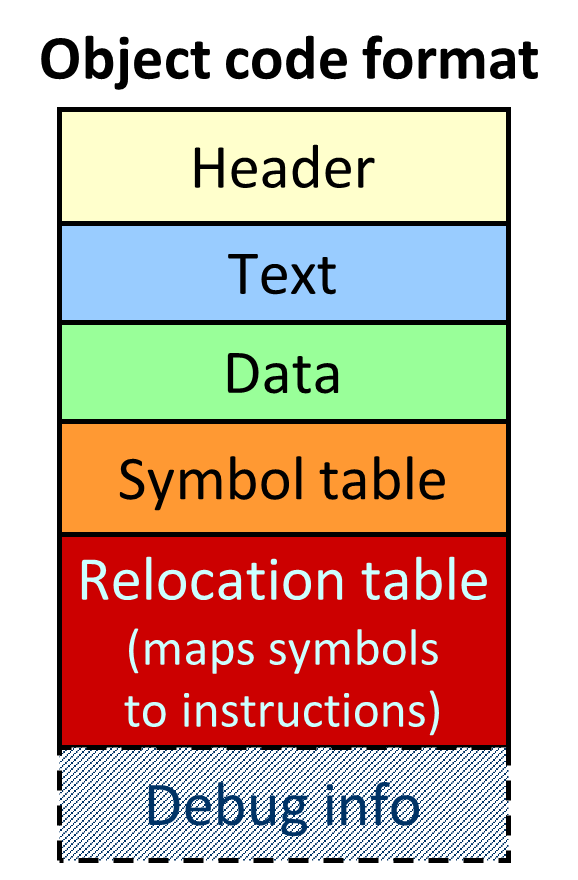 Object code format
Header
Text
Data
Symbol table
Relocation table
(maps symbols
to instructions)
Debug info